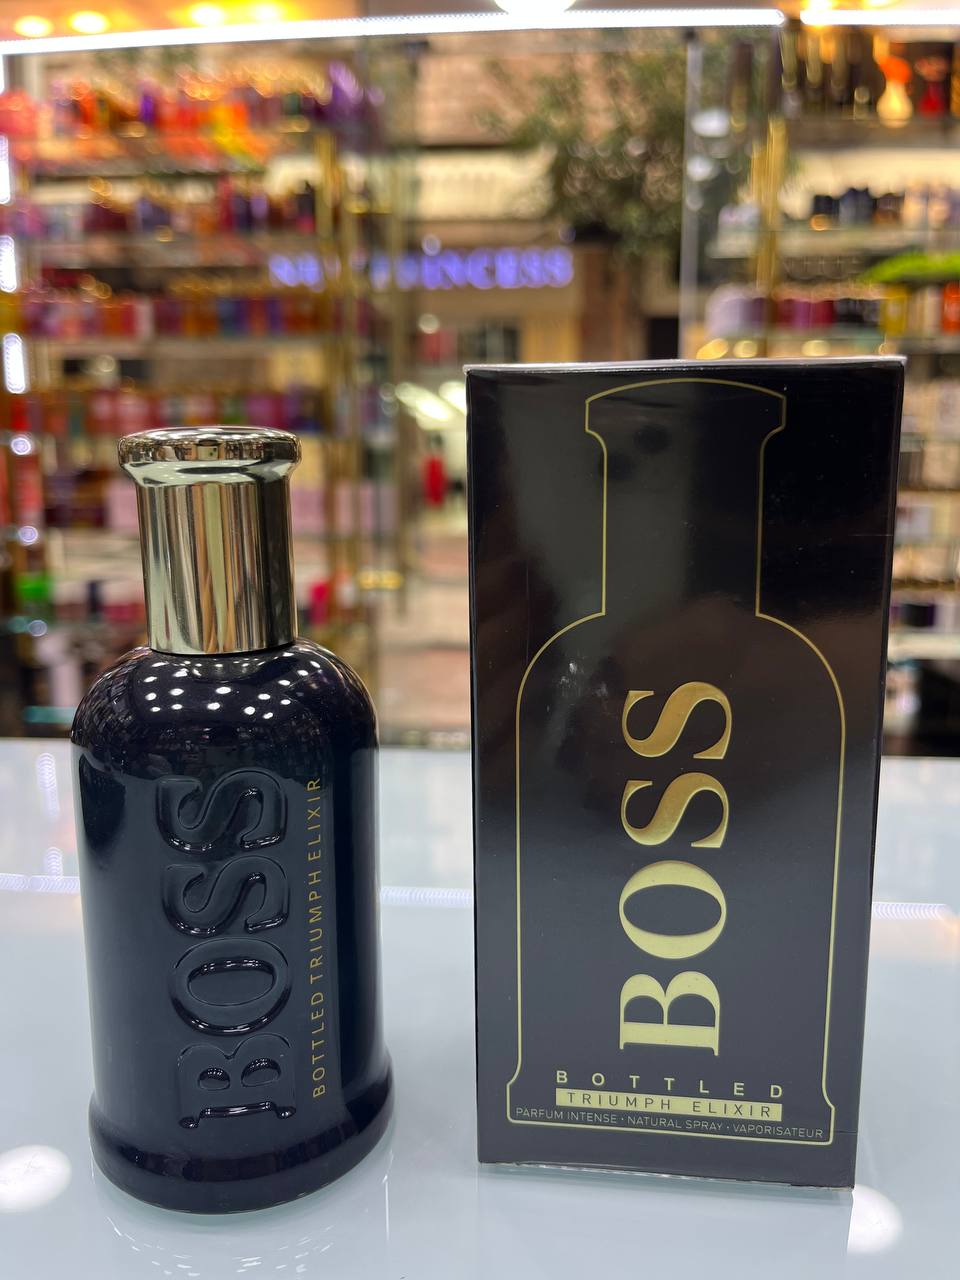 BOSS
BOTTLED TRIUMPH ELIXIR
BOSS
BOTTLED
TRIUMPH ELIXIR
PARFUM INTENSE • NATURAL SPRAY • VAPORISATEUR